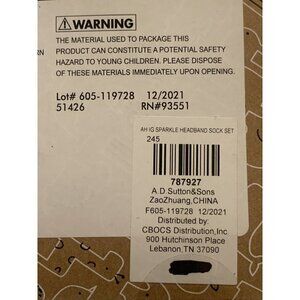 WARNING
THE MATERIAL USED TO PACKAGE THIS
PRODUCT CAN CONSTITUTE A POTENTIAL SAFETY
HAZARD TO YOUNG CHILDREN. PLEASE DISPOSE
OF THESE MATERIALS IMMEDIATELY UPON OPENING.
Lot# 605-119728 12/2021
51426 RN#93551
AH IG SPARKLE HEADBAND SOCK SET
245
787927
A.D.Sutton&Sons
ZaoZhuang,CHINA
F605-119728 12/2021
Distributed by:
CBOCS Distribution,Inc
900 Hutchinson Place
Lebanon,TN 37090